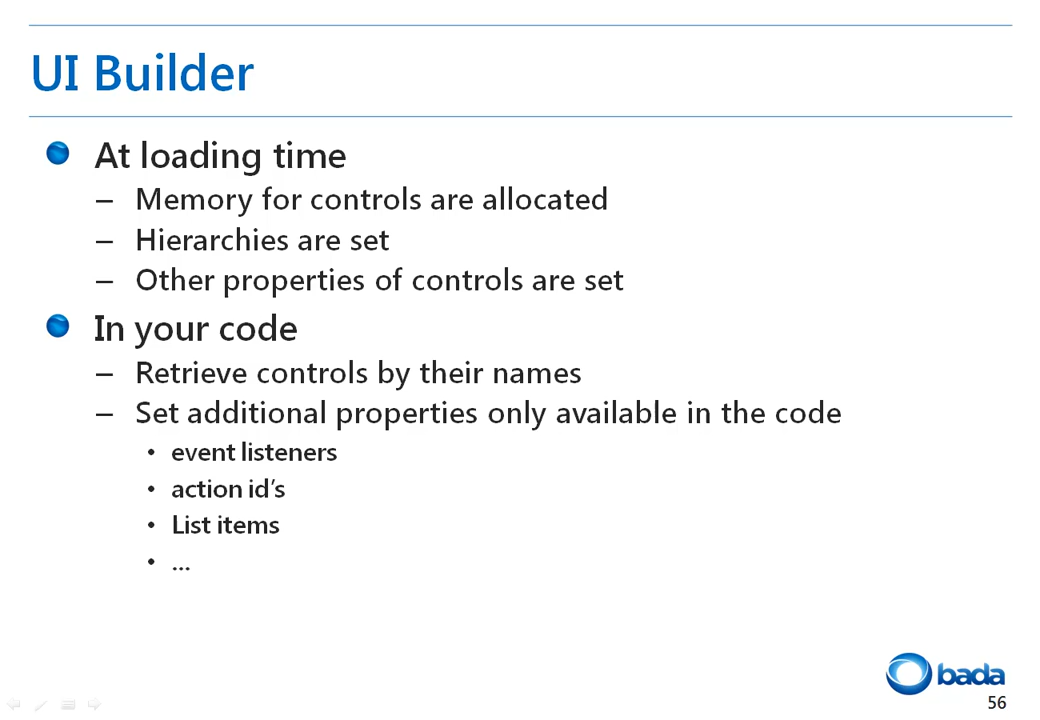 UI Builder
At loading time
– Memory for controls are allocated
– Hierarchies are set
– Other properties of controls are set
In your code
– Retrieve controls by their names
– Set additional properties only available in the code
• event listeners
• action id’s
• List items
• ...
bada
56